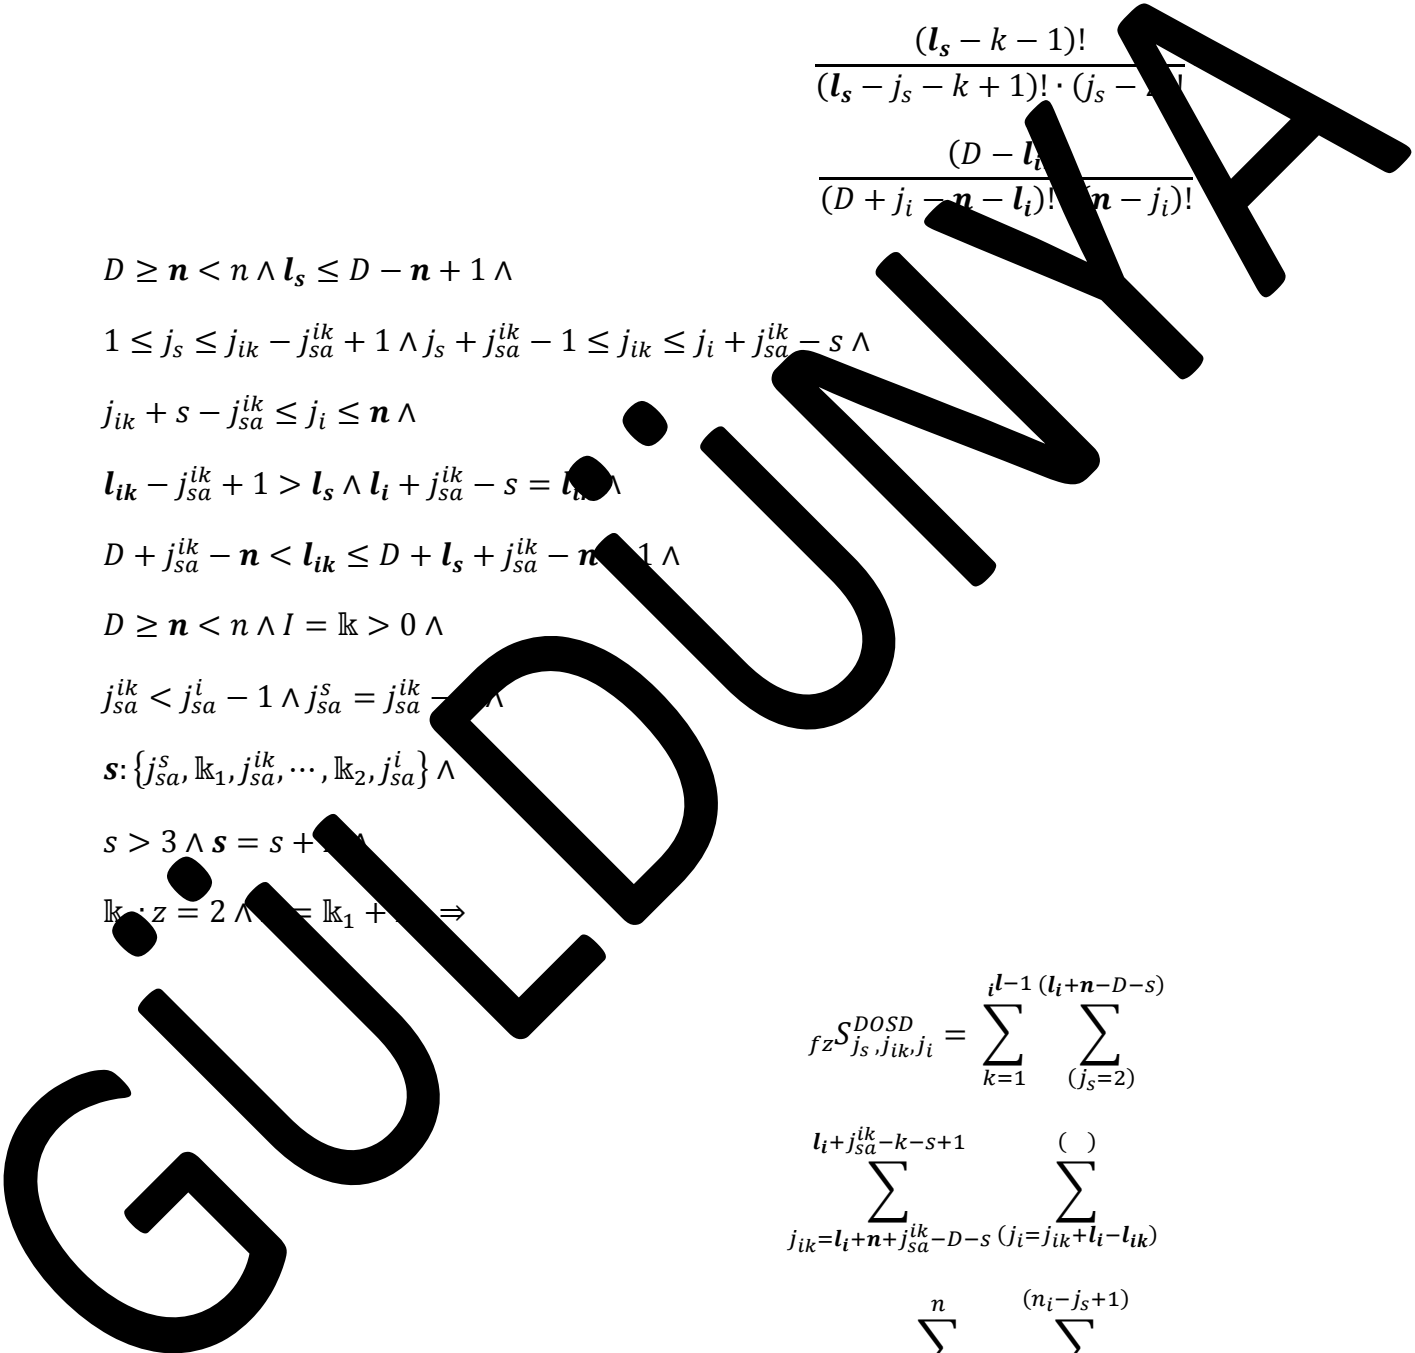 (l_s − k − 1)!
(l_s − j_s − k + 1)! · (j_s − !
(D − l_i
(D + j_i − n − l_i)! (n − j_i)!
D ≥ n < n ∧ l_s ≤ D − n + 1 ∧
1 ≤ j_s ≤ j_ik − j_sa^ik + 1 ∧ j_s + j_sa^ik − 1 ≤ j_ik ≤ j_i + j_sa^ik − s ∧
j_ik + s − j_sa^ik ≤ j_i ≤ n ∧
l_ik − j_sa^ik + 1 > l_s ∧ l_i + j_sa^ik − s = ∧
D + j_sa^ik − n < l_ik ≤ D + l_s + j_sa^ik − n 1 ∧
D ≥ n < n ∧ I = 𝕜 > 0 ∧
j_sa^ik < j_sa^i − 1 ∧ j_sa^s = j_sa^ik − ∧
s: {j_sa^s, 𝕜_1, j_sa^ik, ⋯, 𝕜_2, j_sa^i} ∧
s > 3 ∧ s = s + ∧
: z = 2 ∧ = 𝕜_1 + ⇒
_il−1 (l_i+n−D−s)
_fzS_{j_s,j_ik,j_i}^DOSD = ∑ ∑
k=1 (j_s=2)
l_i+j_sa^ik−k−s+1 ( )
∑ ∑
j_ik=l_i+n+j_sa^ik−D−s (j_i=j_ik+l_i−l_ik)
n (n_i−j_s+1)
∑ ∑
GÜLDÜNYA